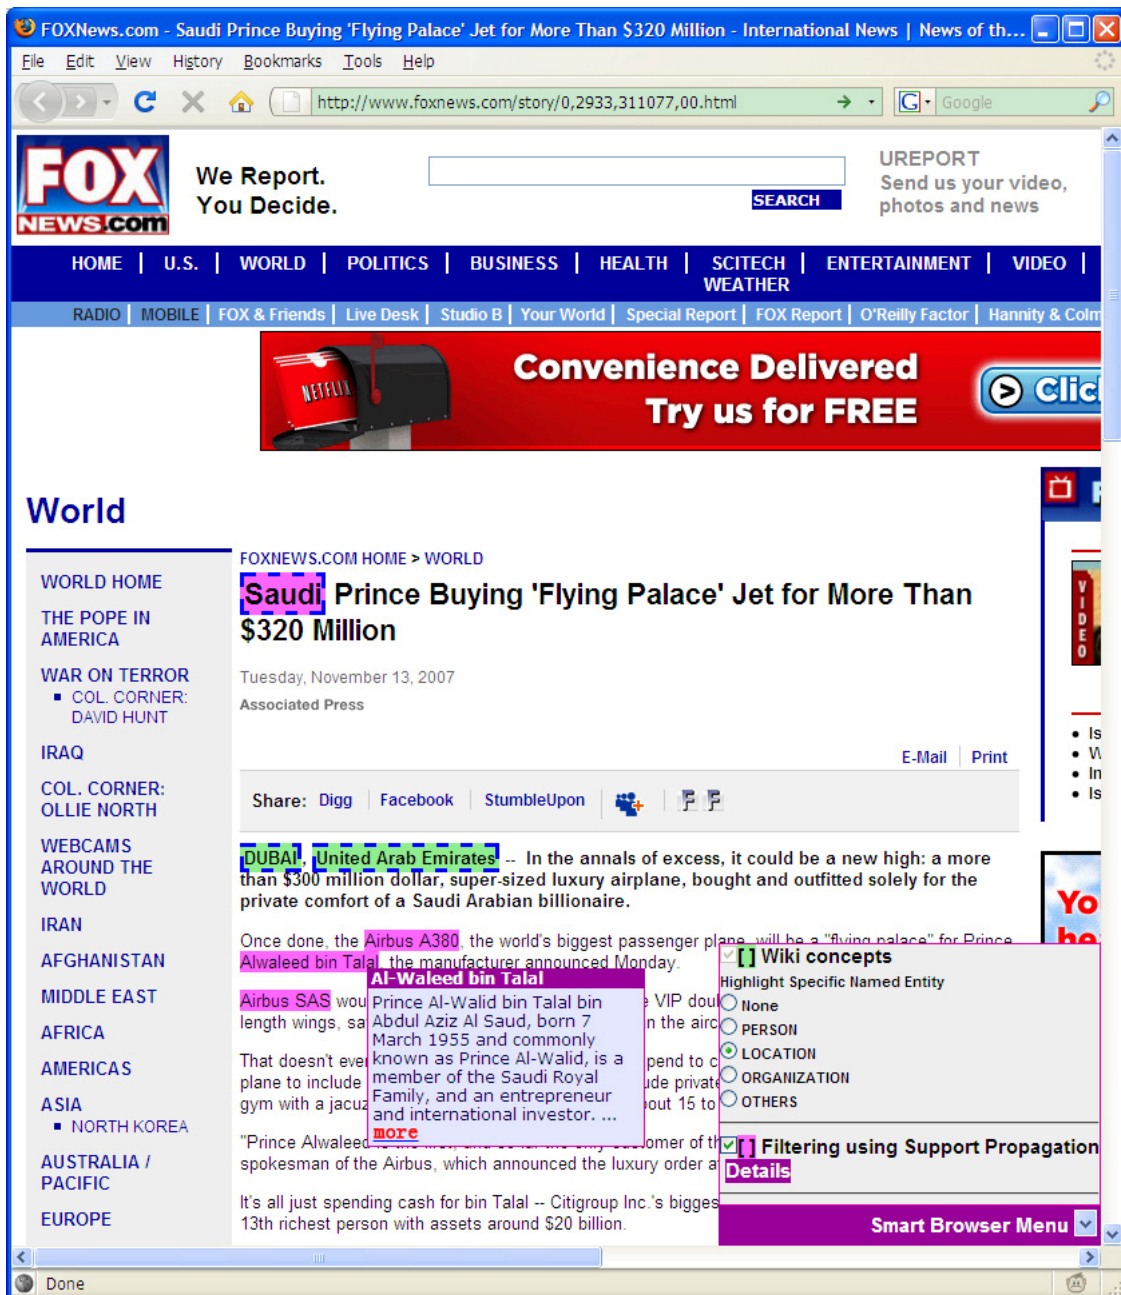 FOXNews.com - Saudi Prince Buying 'Flying Palace' Jet for More Than $320 Million - International News | News of th...
File Edit View History Bookmarks Tools Help
http://www.foxnews.com/story/0,2933,311077,00.html
G Google
FOX
NEWS.com
We Report.
You Decide.
SEARCH
UREPORT
Send us your video,
photos and news
HOME | U.S. | WORLD | POLITICS | BUSINESS | HEALTH | SCITECH | ENTERTAINMENT | VIDEO |
WEATHER
RADIO | MOBILE | FOX & Friends | Live Desk | Studio B | Your World | Special Report | FOX Report | O'Reilly Factor | Hannity & Colm
NETFLIX
Convenience Delivered
Try us for FREE
Clic
World
WORLD HOME
THE POPE IN
AMERICA
WAR ON TERROR
COL. CORNER:
DAVID HUNT
IRAQ
COL. CORNER:
OLLIE NORTH
WEBCAMS
AROUND THE
WORLD
IRAN
AFGHANISTAN
MIDDLE EAST
AFRICA
AMERICAS
ASIA
NORTH KOREA
AUSTRALIA /
PACIFIC
EUROPE
FOXNEWS.COM HOME > WORLD
Saudi Prince Buying 'Flying Palace' Jet for More Than
$320 Million
Tuesday, November 13, 2007
Associated Press
E-Mail | Print
Share: Digg | Facebook | StumbleUpon
DUBAI, United Arab Emirates -- In the annals of excess, it could be a new high: a more
than $300 million dollar, super-sized luxury airplane, bought and outfitted solely for the
private comfort of a Saudi Arabian billionaire.
Once done, the Airbus A380, the world's biggest passenger plane, will be a "flying palace" for Prince
Alwaleed bin Talal, the manufacturer announced Monday.
Airbus SAS wou
VIP doub
length wings, sa
n the airc
That doesn't eve
pend to c
plane to include
ude private
gym with a jacuz
out 15 to
"Prince Alwaleed
spokesman of the Airbus, which announced the luxury order a
It's all just spending cash for bin Talal -- Citigroup Inc.'s bigges
13th richest person with assets around $20 billion.
Al-Waleed bin Talal
Prince Al-Walid bin Talal bin
Abdul Aziz Al Saud, born 7
March 1955 and commonly
known as Prince Al-Walid, is a
member of the Saudi Royal
Family, and an entrepreneur
and international investor. ...
more
[ ] Wiki concepts
Highlight Specific Named Entity
None
PERSON
LOCATION
ORGANIZATION
OTHERS
[ ] Filtering using Support Propagation
Details
Smart Browser Menu
VIDEO
Is
W
In
Is
Yo
he
Done